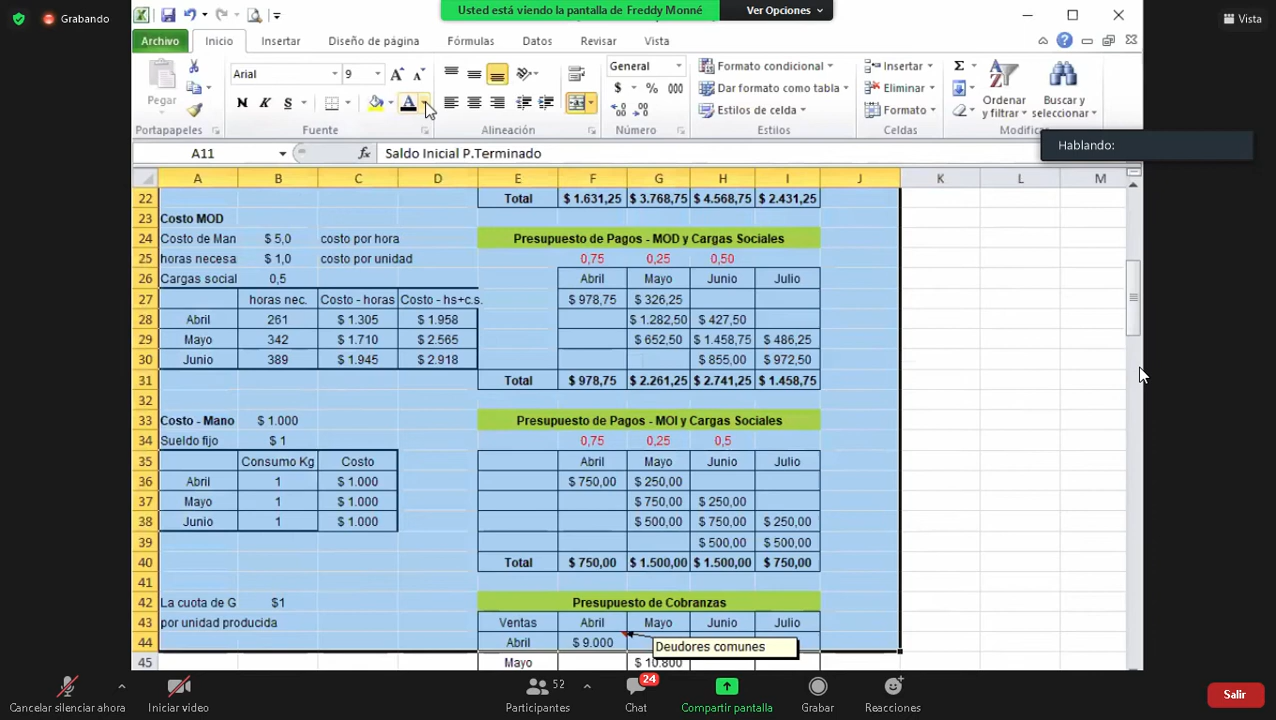 Grabando
Usted está viendo la pantalla de Freddy Monné
Ver Opciones
Vista
Archivo Inicio Insertar Diseño de página Fórmulas Datos Revisar Vista
Pegar
Portapapeles
Arial 9
N K S
Fuente
Alineación
General
$ % 000
Número
Formato condicional
Dar formato como tabla
Estilos de celda
Estilos
Insertar
Eliminar
Formato
Celdas
Ordenar y filtrar
Buscar y seleccionar
Modificar
Hablando:
A11 fx Saldo Inicial P.Terminado
A B C D E F G H I J K L M
22 Total $ 1.631,25 $ 3.768,75 $ 4.568,75 $ 2.431,25
23 Costo MOD
24 Costo de Man $ 5,0 costo por hora Presupuesto de Pagos - MOD y Cargas Sociales
25 horas necesa $ 1,0 costo por unidad 0,75 0,25 0,50
26 Cargas social 0,5 Abril Mayo Junio Julio
27 horas nec. Costo - horas Costo - hs+c.s. $ 978,75 $ 326,25
28 Abril 261 $ 1.305 $ 1.958 $ 1.282,50 $ 427,50
29 Mayo 342 $ 1.710 $ 2.565 $ 652,50 $ 1.458,75 $ 486,25
30 Junio 389 $ 1.945 $ 2.918 $ 855,00 $ 972,50
31 Total $ 978,75 $ 2.261,25 $ 2.741,25 $ 1.458,75
32
33 Costo - Mano $ 1.000 Presupuesto de Pagos - MOI y Cargas Sociales
34 Sueldo fijo $ 1 0,75 0,25 0,5
35 Consumo Kg Costo Abril Mayo Junio Julio
36 Abril 1 $ 1.000 $ 750,00 $ 250,00
37 Mayo 1 $ 1.000 $ 750,00 $ 250,00
38 Junio 1 $ 1.000 $ 500,00 $ 750,00 $ 250,00
39 $ 500,00 $ 500,00
40 Total $ 750,00 $ 1.500,00 $ 1.500,00 $ 750,00
41
42 La cuota de G $1 Presupuesto de Cobranzas
43 por unidad producida Ventas Abril Mayo Junio Julio
44 Abril $ 9.000 Deudores comunes
45 Mayo $ 10.800
Cancelar silenciar ahora
Iniciar video
52
Participantes
24
Chat
Compartir pantalla
Grabar
Reacciones
Salir